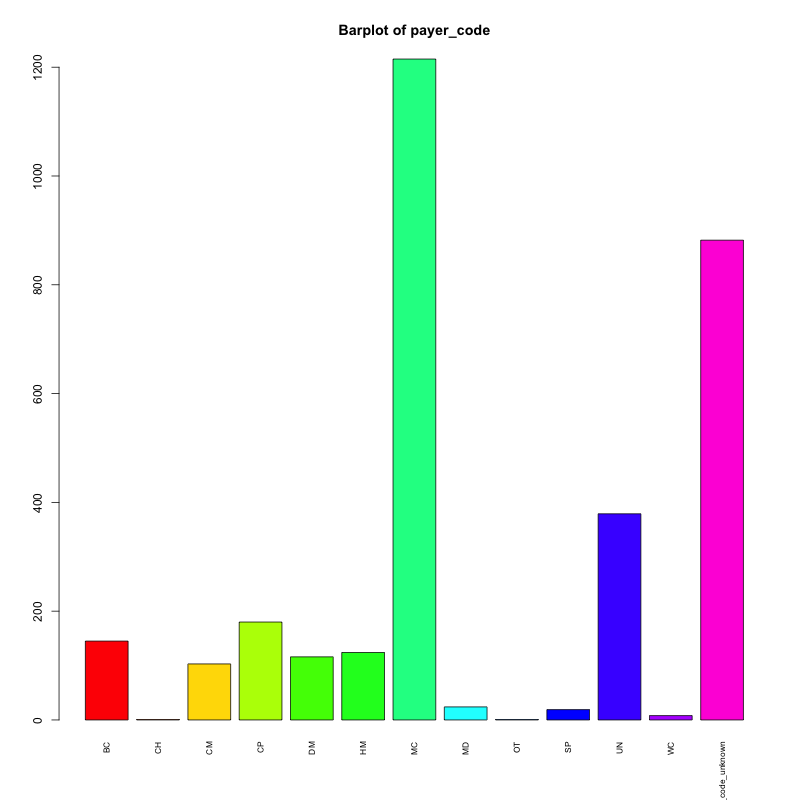 Barplot of payer_code
1200
1000
800
600
400
200
0
BC
CH
CM
CP
DM
HM
MC
MD
OT
SP
UN
WC
_code_unknown